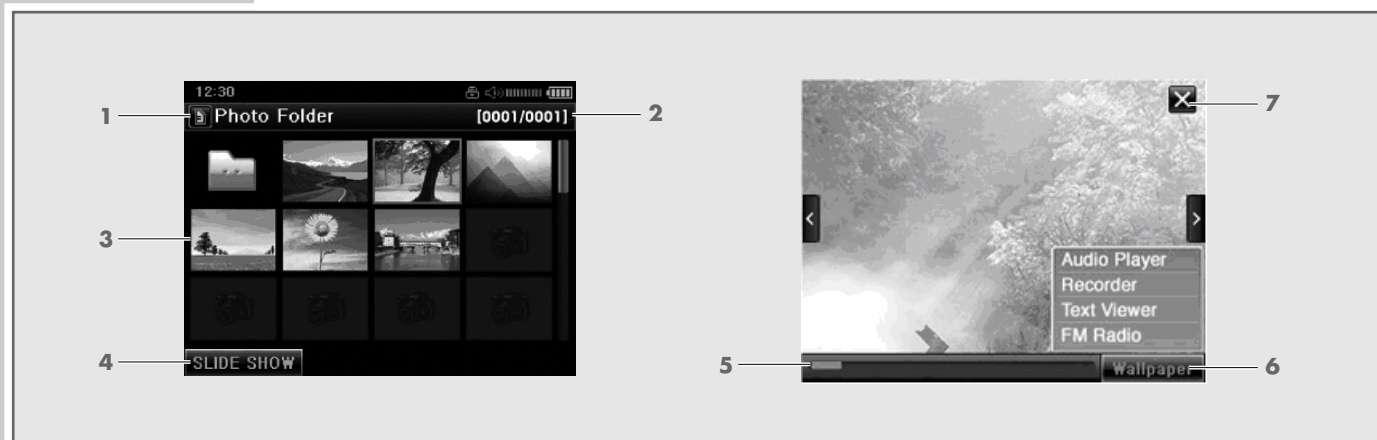 12:30
1
Photo Folder
[0001/0001]
2
3
4
SLIDE SHOW
7
<
>
Audio Player
Recorder
Text Viewer
FM Radio
5
Wallpaper
6